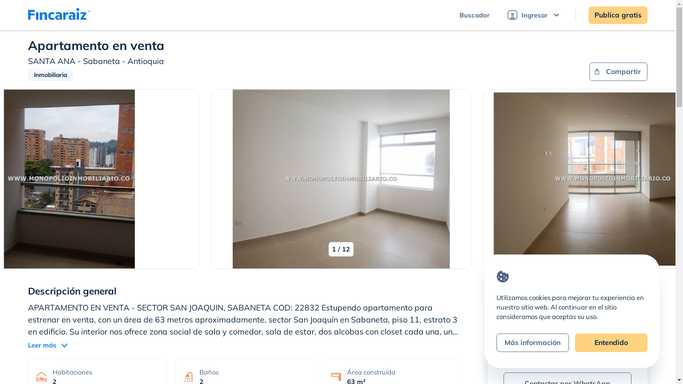 Fincaraiz
Buscador
Ingresar
Publica gratis
Apartamento en venta
SANTA ANA - Sabaneta - Antioquia
Inmobiliaria
Compartir
WWW.MONOPOLIOINMOBILIARIO.CO
WWW.MONOPOLIOINMOBILIARIO.CO
WWW.MONOPOLIOINMOBILIARIO.CO
1 / 12
Descripción general
APARTAMENTO EN VENTA - SECTOR SAN JOAQUIN, SABANETA COD: 22832 Estupendo apartamento para
estrenar en venta, con un área de 63 metros aproximadamente, sector San Joaquín en Sabaneta, piso 11, estrato 3
en edificio. Su interior nos ofrece zona social de sala y comedor, sala de estar, dos alcobas con closet cada una, un...
Leer más
Habitaciones
2
Baños
2
Área construida
63 m²
Utilizamos cookies para mejorar tu experiencia en
nuestro sitio web. Al continuar en el sitio
consideramos que aceptas su uso.
Más información
Entendido
Contactar por WhatsApp